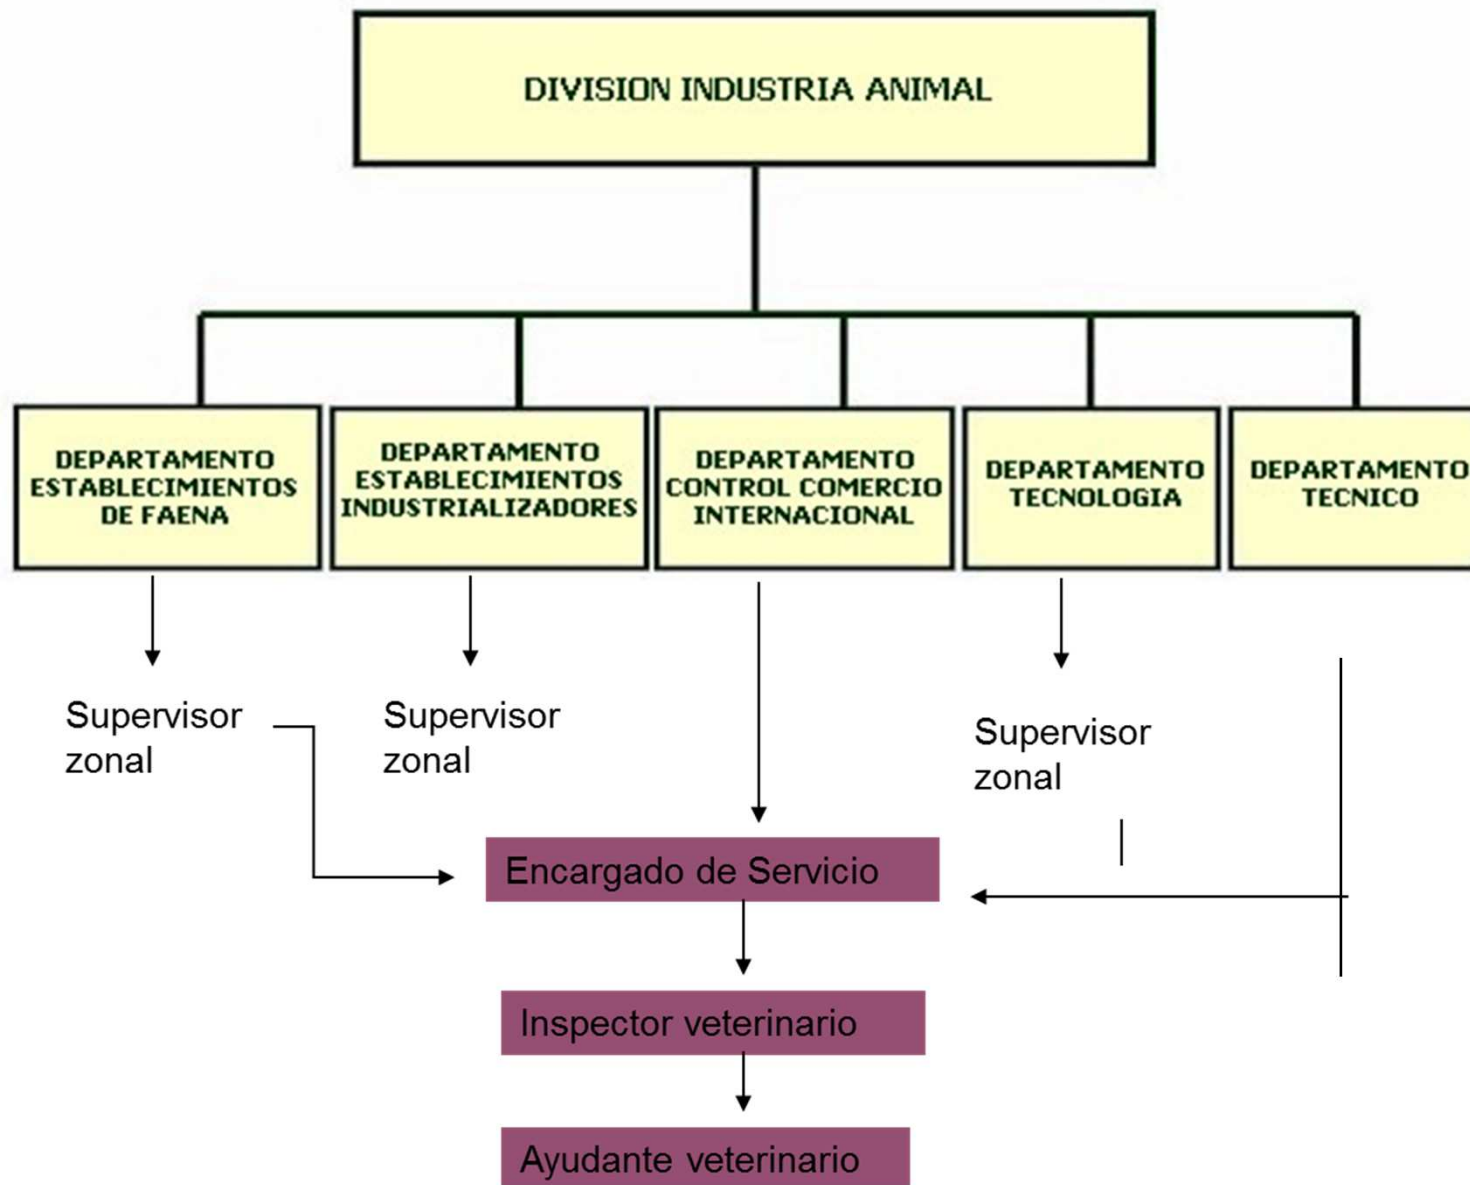 DIVISION INDUSTRIA ANIMAL
DEPARTAMENTO
ESTABLECIMIENTOS
DE FAENA
DEPARTAMENTO
ESTABLECIMIENTOS
INDUSTRIALIZADORES
DEPARTAMENTO
CONTROL COMERCIO
INTERNACIONAL
DEPARTAMENTO
TECNOLOGIA
DEPARTAMENTO
TECNICO
Supervisor
zonal
Supervisor
zonal
Supervisor
zonal
Encargado de Servicio
Inspector veterinario
Ayudante veterinario